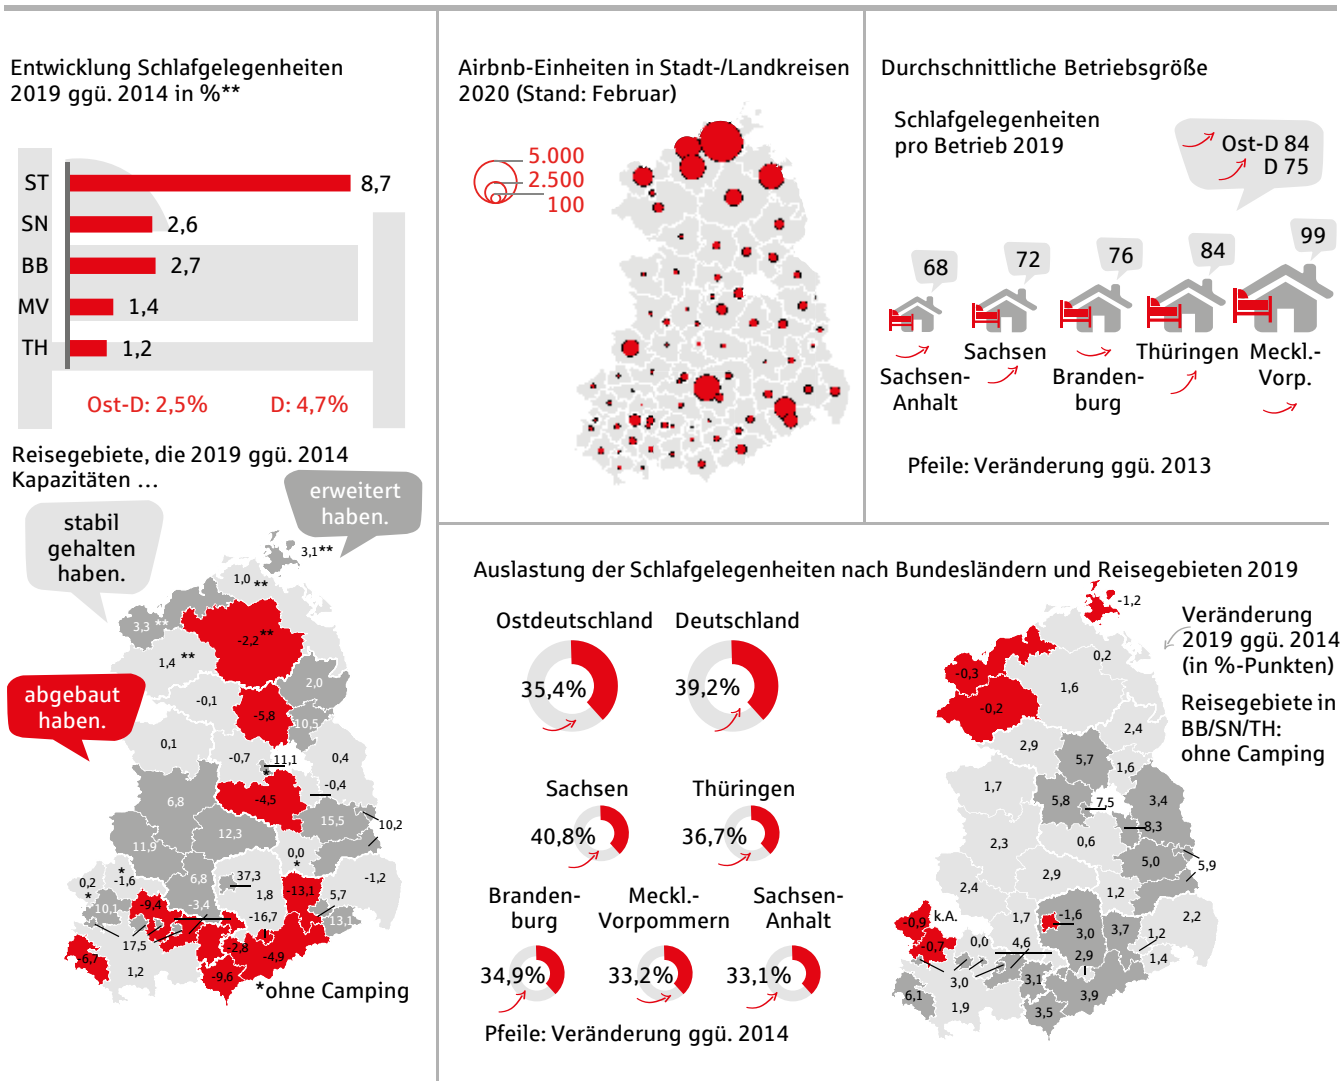 Entwicklung Schlafgelegenheiten
2019 ggü. 2014 in %**
ST 8,7
SN 2,6
BB 2,7
MV 1,4
TH 1,2
Ost-D: 2,5% D: 4,7%
Reisegebiete, die 2019 ggü. 2014
Kapazitäten …
erweitert
haben.
stabil
gehalten
haben.
abgebaut
haben.
3,1**
1,0 **
3,3 **
-2,2**
1,4 **
2,0
-0,1
-5,8
10,5
0,1
-0,7
11,1
*
0,4
-0,4
-4,5
6,8
15,5
10,2
12,3
11,9
0,0
*
0,2
*
*
-1,6
6,8
37,3
-13,1
5,7
-1,2
10,1
-9,4
-3,4
1,8
-16,7
13,1
17,5
-2,8
-4,9
-6,7
1,2
-9,6
*ohne Camping
Airbnb-Einheiten in Stadt-/Landkreisen
2020 (Stand: Februar)
5.000
2.500
100
Durchschnittliche Betriebsgröße
Schlafgelegenheiten
pro Betrieb 2019
Ost-D 84
D 75
68
72
76
84
99
Sachsen-
Anhalt
Sachsen
Branden-
burg
Thüringen
Meckl.-
Vorp.
Pfeile: Veränderung ggü. 2013
Auslastung der Schlafgelegenheiten nach Bundesländern und Reisegebieten 2019
Ostdeutschland
35,4%
Deutschland
39,2%
Sachsen
40,8%
Thüringen
36,7%
Branden-
burg
34,9%
Meckl.-
Vorpommern
33,2%
Sachsen-
Anhalt
33,1%
Pfeile: Veränderung ggü. 2014
Veränderung
2019 ggü. 2014
(in %-Punkten)
Reisegebiete in
BB/SN/TH:
ohne Camping
-1,2
0,2
-0,3
1,6
-0,2
2,4
2,9
5,7
1,6
1,7
5,8
7,5
3,4
8,3
2,3
0,6
5,0
5,9
2,9
2,4
1,2
-0,9
k.A.
1,7
-1,6
3,0
3,7
1,2
2,2
-0,7
0,0
4,6
2,9
1,4
3,0
3,1
6,1
1,9
3,5
3,9